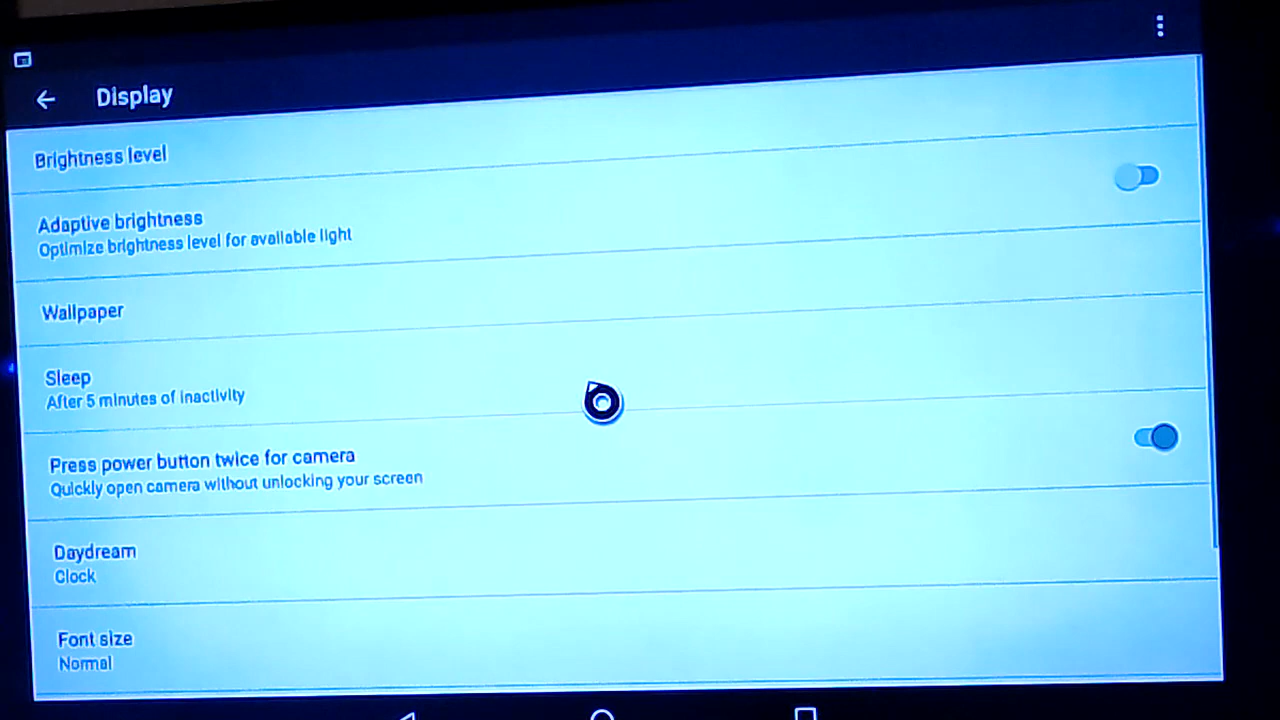 Display
Brightness level
Adaptive brightness
Optimize brightness level for available light
Wallpaper
Sleep
After 5 minutes of inactivity
Press power button twice for camera
Quickly open camera without unlocking your screen
Daydream
Clock
Font size
Normal